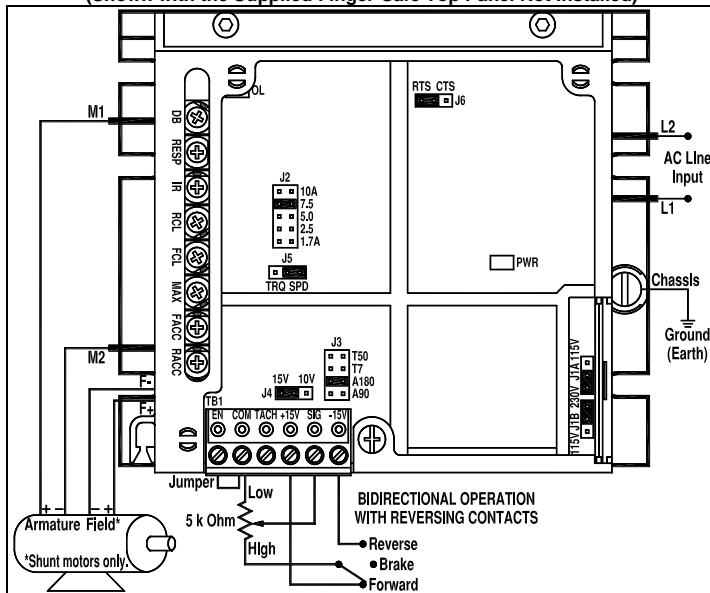 (Shown with the Supplied Finger-Safe Top Panel Not Installed)
M1
OL
RTS CTS
J6
L2
AC Line
Input
L1
DB
RESP
IR
RCL
FCL
MAX
FACC
RACC
J2
10A
7.5
5.0
2.5
1.7A
J5
TRQ SPD
PWR
Chassis
Ground
(Earth)
M2
F-
F+
J3
T50
T7
A180
A90
15V 10V
J4
115V J1B 230V J1A 115V
TB1
EN COM TACH +15V SIG -15V
Jumper
Low
5 k Ohm
High
BIDIRECTIONAL OPERATION
WITH REVERSING CONTACTS
Reverse
Brake
Forward
+ - - +
Armature Field*
*Shunt motors only.